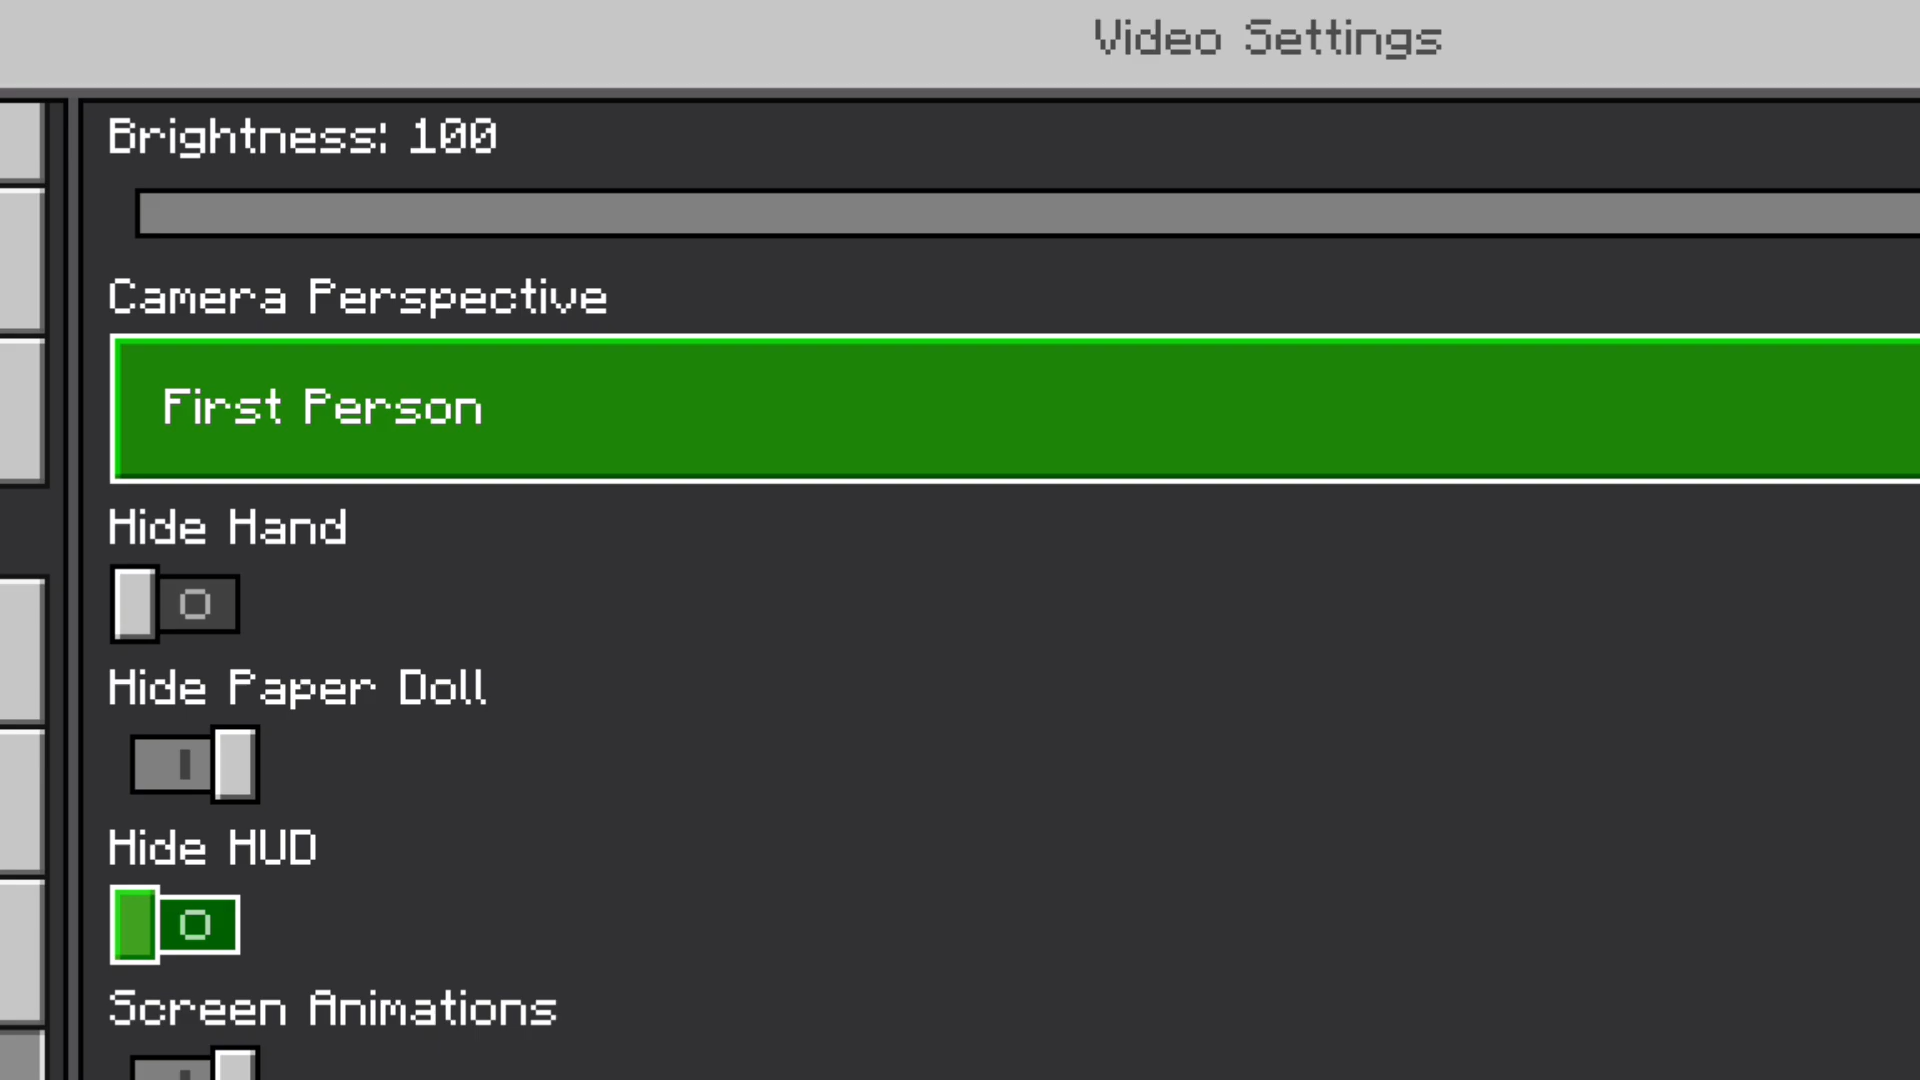 Video Settings
Brightness: 100
Camera Perspective
First Person
Hide Hand
Hide Paper Doll
Hide HUD
Screen Animations